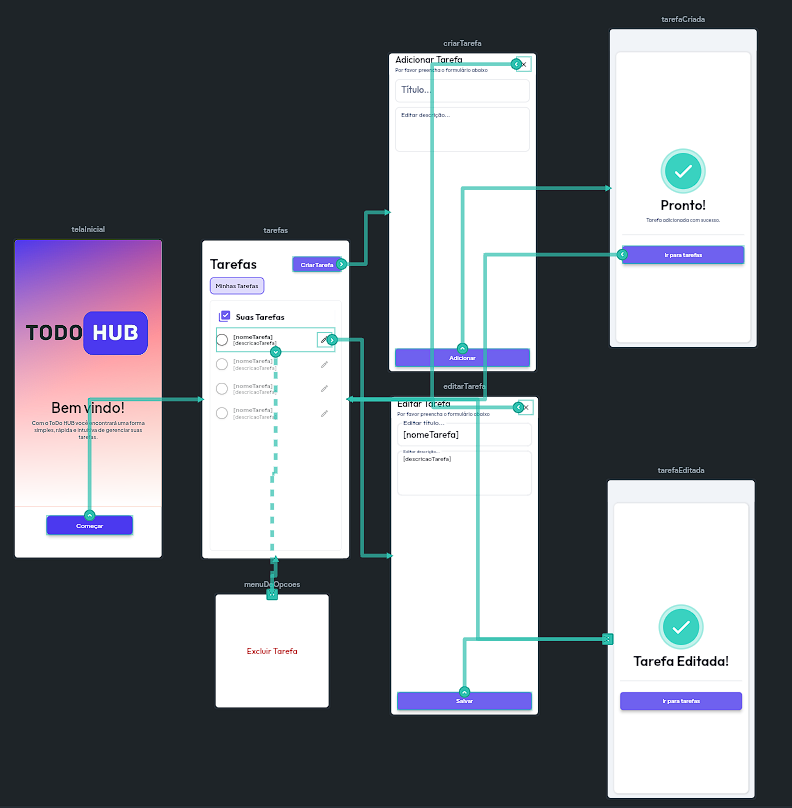 telaInicial
TODO HUB
Bem vindo!
Com o ToDo HUB você encontrará uma forma
simples, rápida e intuitiva de gerenciar suas
tarefas.
Começar
tarefas
Tarefas
Criar Tarefa
Minhas Tarefas
Suas Tarefas
[nomeTarefa]
[descricaoTarefa]
[nomeTarefa]
[descricaoTarefa]
[nomeTarefa]
[descricaoTarefa]
[nomeTarefa]
[descricaoTarefa]
menuDeOpcoes
Excluir Tarefa
criarTarefa
Adicionar Tarefa
Por favor preencha o formulário abaixo
Título...
Editar descrição...
Adicionar
editarTarefa
Editar Tarefa
Por favor preencha o formulário abaixo
Editar título...
[nomeTarefa]
Editar descrição...
[descricaoTarefa]
Salvar
tarefaCriada
Pronto!
Tarefa adicionada com sucesso.
Ir para tarefas
tarefaEditada
Tarefa Editada!
Ir para tarefas